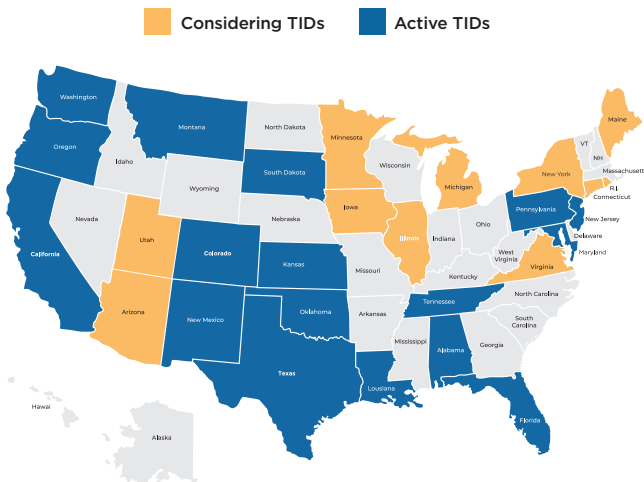 Considering TIDs
Active TIDs
Washington
Oregon
Idaho
Montana
North Dakota
Minnesota
South Dakota
Wyoming
Wisconsin
Michigan
Maine
VT
NH
New York
Massachusetts
R.I.
Connecticut
Nevada
Utah
California
Colorado
Nebraska
Kansas
Iowa
Illinois
Indiana
Ohio
Pennsylvania
New Jersey
Delaware
Maryland
West
Virginia
Virginia
Missouri
Kentucky
North Carolina
Arizona
New Mexico
Oklahoma
Arkansas
Tennessee
South
Carolina
Texas
Lousiana
Mississippi
Alabama
Georgia
Florida
Hawai
Alaska